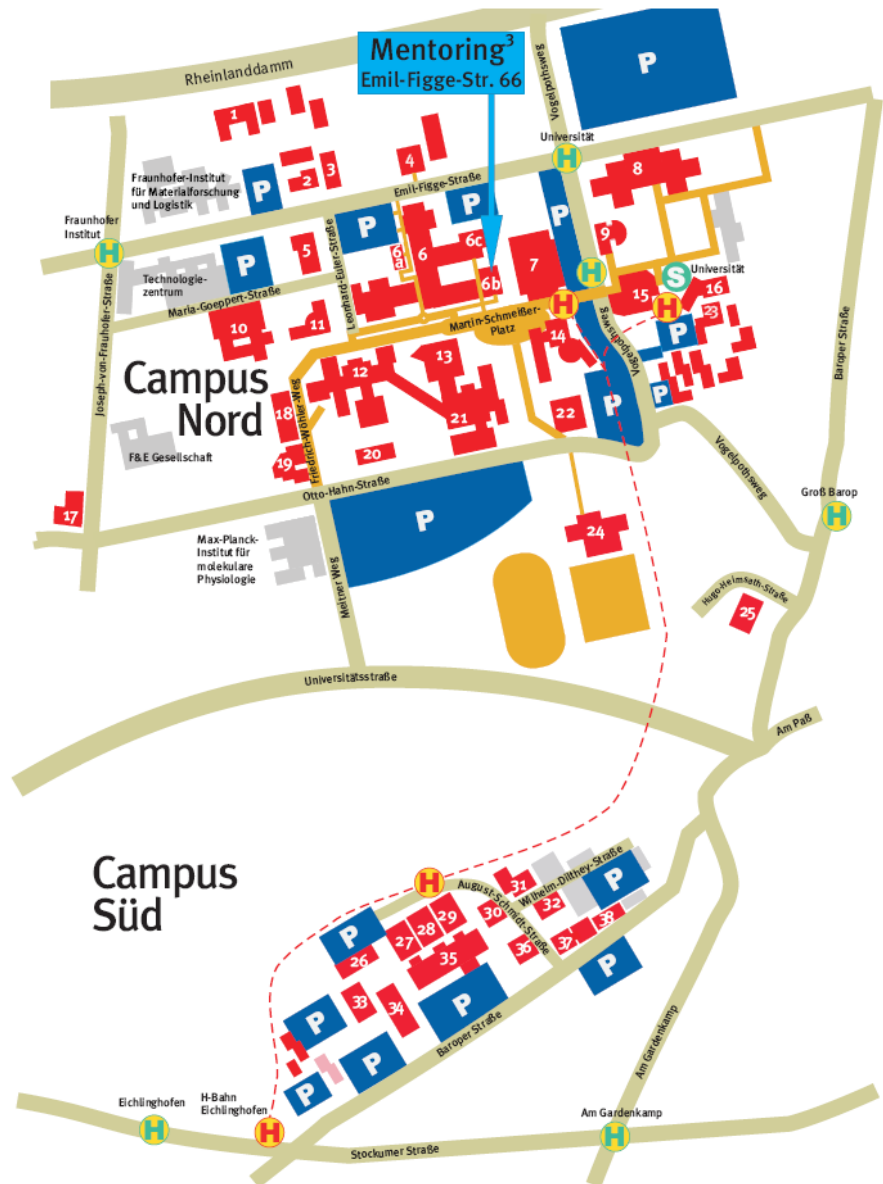 Mentoring³
Emil-Figge-Str. 66
Rheinlanddamm
Vogelpothsweg
P
Universität
H
1
2
3
4
8
Fraunhofer-Institut
für Materialforschung
und Logistik
P
Emil-Figge-Straße
P
P
P
Fraunhofer
Institut
H
5
6
6
a
6c
6b
7
9
Leonhard-Euler-Straße
Technologie-
zentrum
P
Maria-Goeppert-Straße
H
S
Universität
H
H
15
16
23
10
11
Martin-Schmeißer-
Platz
14
Vogelpothsweg
P
Joseph-von-Frauhofer-Straße
Campus
Nord
12
13
18
21
22
P
P
Baroper Straße
Friedrich-Wöhler-Weg
F&E Gesellschaft
19
20
Otto-Hahn-Straße
Vogelpothsweg
Groß Barop
H
17
P
24
Max-Planck-
Institut für
molekulare
Physiologie
Meitner Weg
Hugo-Heimsath-Straße
25
Universitätsstraße
Am Paß
Campus
Süd
H
August-Schmidt-Straße
Wilhelm-Dilthey-Straße
P
31
32
30
29
28
27
26
P
35
36
37
38
P
33
34
P
P
P
P
Baroper Straße
Am Gardenkamp
Eichlinghofen
H
H-Bahn
Eichlinghofen
H
Am Gardenkamp
H
Stockumer Straße